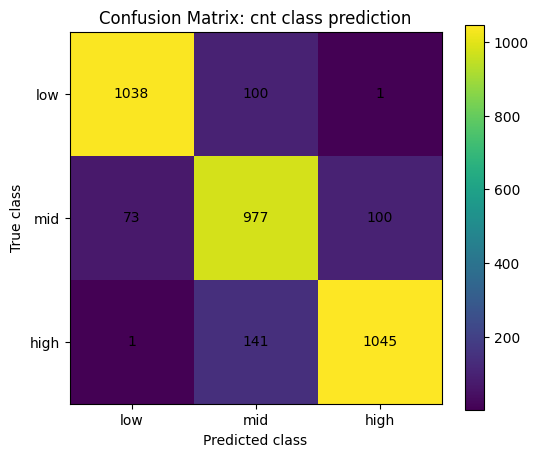 Confusion Matrix: cnt class prediction
True class
low
1038 100 1
mid
73 977 100
high
1 141 1045
low mid high
Predicted class
1000
800
600
400
200